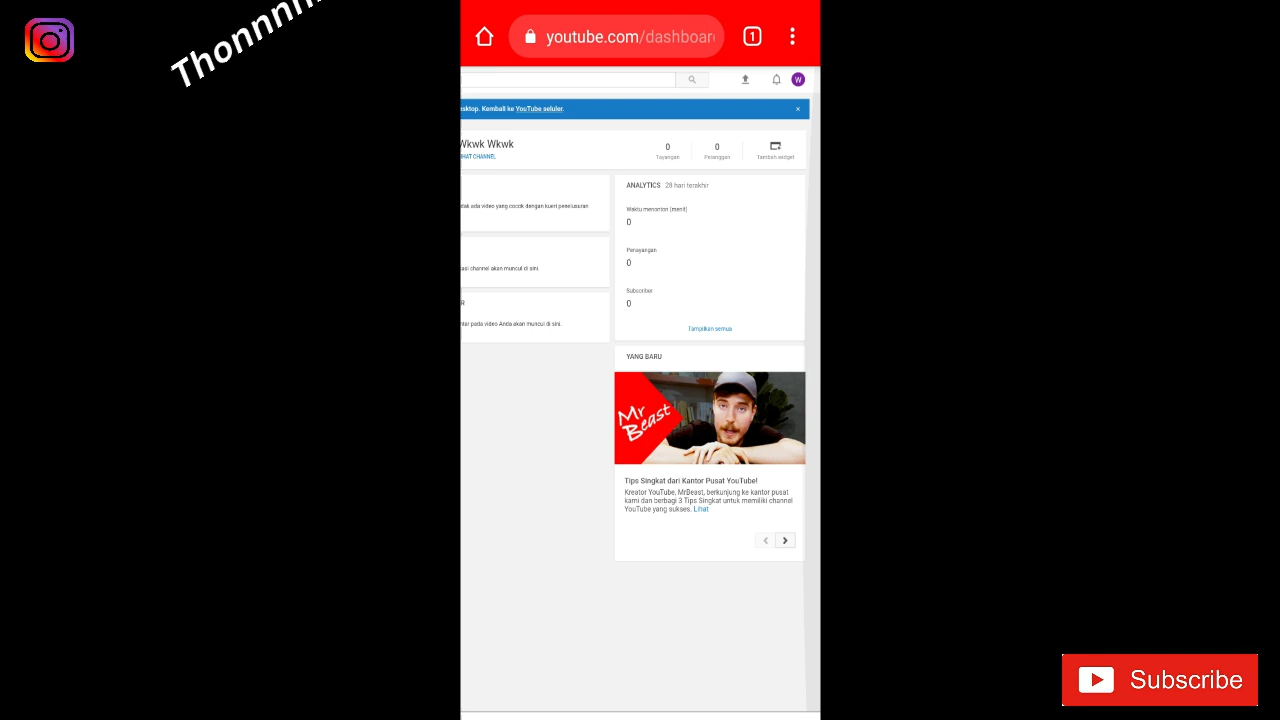 Thonnnnn
youtube.com/dashboar
1
W
sktop. Kembali ke YouTube seluler.
×
Wkwk Wkwk
HAT CHANNEL
0
Tayangan
0
Pelanggan
Tambah widget
dak ada video yang cocok dengan kueri penelusuran
asi channel akan muncul di sini.
R
ntar pada video Anda akan muncul di sini.
ANALYTICS 28 hari terakhir
Waktu menonton (menit)
0
Penayangan
0
Subscriber
0
Tampilkan semua
YANG BARU
Mr
Beast
Tips Singkat dari Kantor Pusat YouTube!
Kreator YouTube, MrBeast, berkunjung ke kantor pusat
kami dan berbagi 3 Tips Singkat untuk memiliki channel
YouTube yang sukses. Lihat
Subscribe